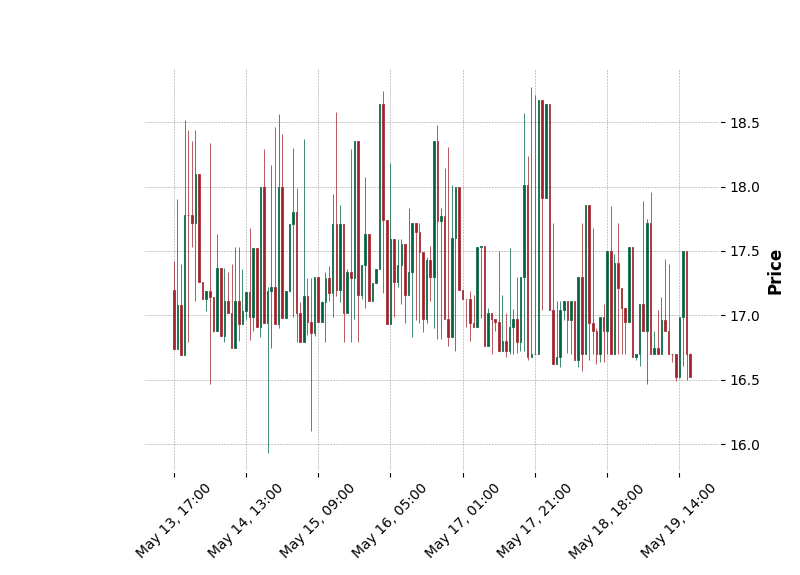 18.5
18.0
17.5
17.0
16.5
16.0
Price
May 13, 17:00
May 14, 13:00
May 15, 09:00
May 16, 05:00
May 17, 01:00
May 17, 21:00
May 18, 18:00
May 19, 14:00